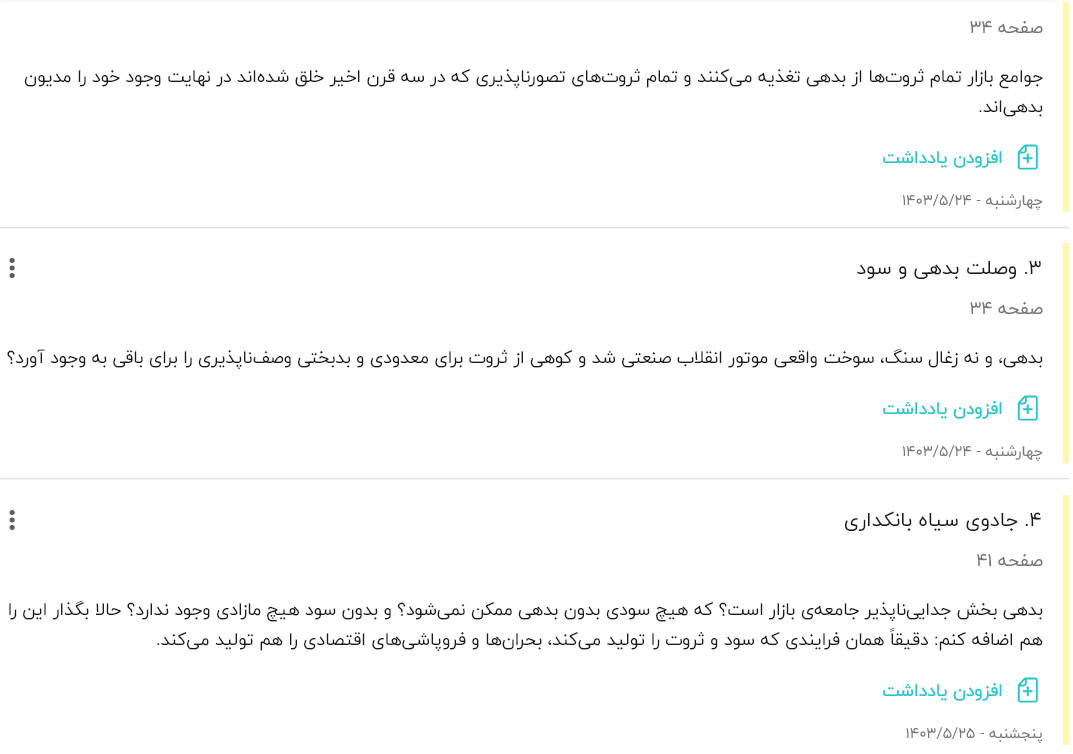 صفحه ۳۴
جوامع بازار تمام ثروت‌ها از بدهی تغذیه می‌کنند و تمام ثروت‌های تصورناپذیری که در سه قرن اخیر خلق شده‌اند در نهایت وجود خود را مدیون
بدهی‌اند.
افزودن یادداشت
چهارشنبه - ۱۴۰۳/۵/۲۴
۳. وصلت بدهی و سود
صفحه ۳۴
بدهی، و نه زغال سنگ، سوخت واقعی موتور انقلاب صنعتی شد و کوهی از ثروت برای معدودی و بدبختی وصف‌ناپذیری را برای باقی به وجود آورد؟
افزودن یادداشت
چهارشنبه - ۱۴۰۳/۵/۲۴
۴. جادوی سیاه بانکداری
صفحه ۴۱
بدهی بخش جدایی‌ناپذیر جامعه‌ی بازار است؟ که هیچ سودی بدون بدهی ممکن نمی‌شود؟ و بدون سود هیچ مازادی وجود ندارد؟ حالا بگذار این را
هم اضافه کنم: دقیقاً همان فرایندی که سود و ثروت را تولید می‌کند، بحران‌ها و فروپاشی‌های اقتصادی را هم تولید می‌کند.
افزودن یادداشت
پنجشنبه - ۱۴۰۳/۵/۲۵